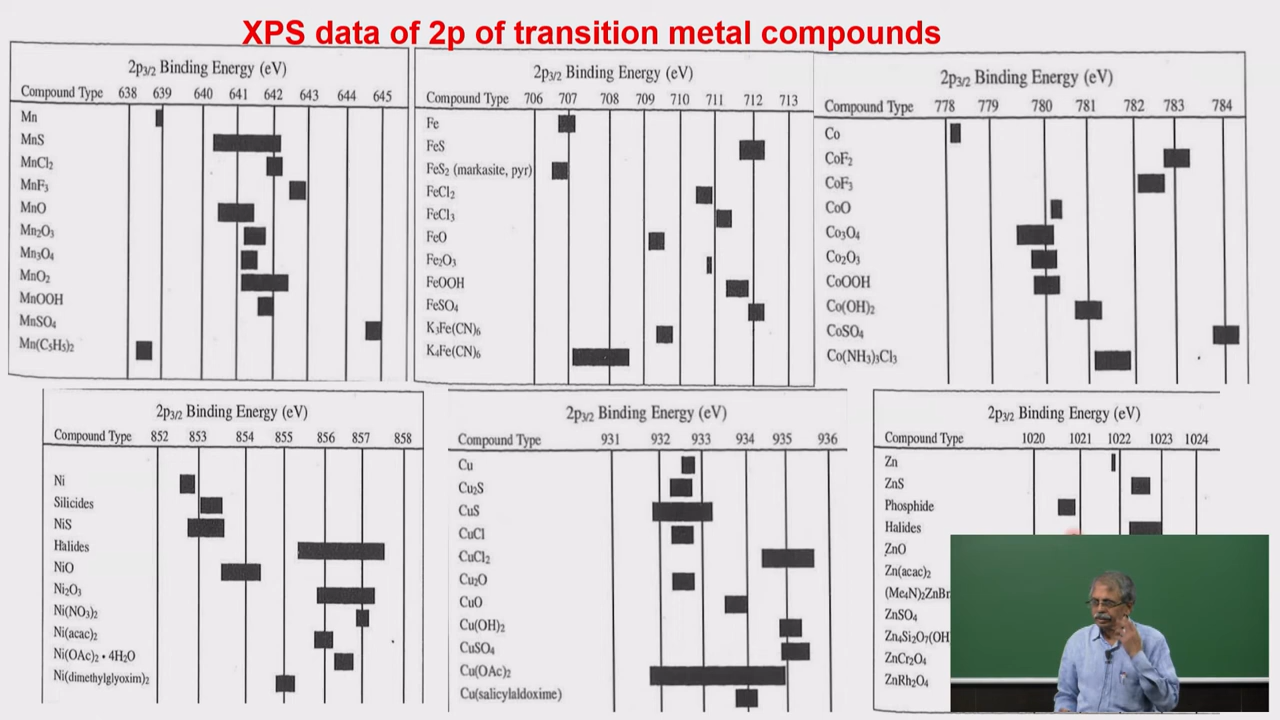 XPS data of 2p of transition metal compounds
2p3/2 Binding Energy (eV)
Compound Type 638 639 640 641 642 643 644 645
Mn
MnS
MnCl2
MnF3
MnO
Mn2O3
Mn3O4
MnO2
MnOOH
MnSO4
Mn(C5H5)2
2p3/2 Binding Energy (eV)
Compound Type 706 707 708 709 710 711 712 713
Fe
FeS
FeS2 (markasite, pyr)
FeCl2
FeCl3
FeO
Fe2O3
FeOOH
FeSO4
K3Fe(CN)6
K4Fe(CN)6
2p3/2 Binding Energy (eV)
Compound Type 778 779 780 781 782 783 784
Co
CoF2
CoF3
CoO
Co3O4
Co2O3
CoOOH
Co(OH)2
CoSO4
Co(NH3)3Cl3
2p3/2 Binding Energy (eV)
Compound Type 852 853 854 855 856 857 858
Ni
Silicides
NiS
Halides
NiO
Ni2O3
Ni(NO3)2
Ni(acac)2
Ni(OAc)2 • 4H2O
Ni(dimethylglyoxim)2
2p3/2 Binding Energy (eV)
Compound Type 931 932 933 934 935 936
Cu
Cu2S
CuS
CuCl
CuCl2
Cu2O
CuO
Cu(OH)2
CuSO4
Cu(OAc)2
Cu(salicylaldoxime)
2p3/2 Binding Energy (eV)
Compound Type 1020 1021 1022 1023 1024
Zn
ZnS
Phosphide
Halides
ZnO
Zn(acac)2
(Me4N)2ZnBr
ZnSO4
Zn4Si2O7(OH
ZnCr2O4
ZnRh2O4